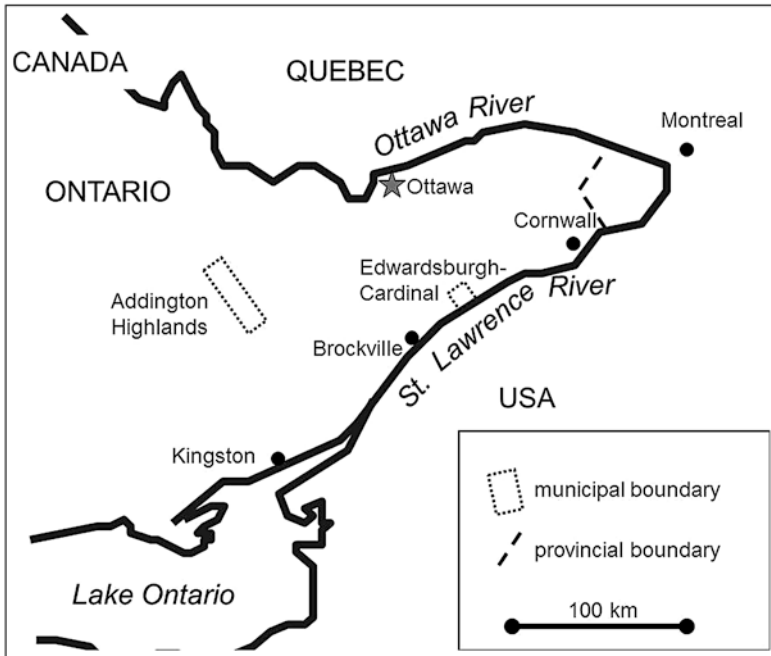 CANADA
QUEBEC
Ottawa River
Montreal
ONTARIO
Ottawa
Cornwall
Edwardsburgh-
Cardinal
Addington
Highlands
St. Lawrence River
Brockville
USA
Kingston
Lake Ontario
municipal boundary
provincial boundary
100 km